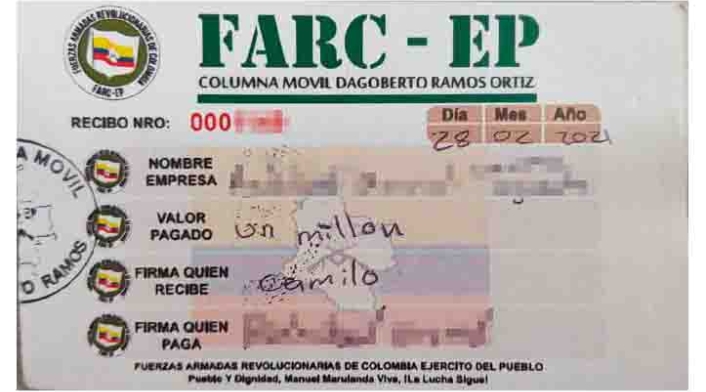 FUERZAS ARMADAS REVOLUCIONARIAS DE COLOMBIA
FARC-EP
FARC - EP
COLUMNA MOVIL DAGOBERTO RAMOS ORTIZ
RECIBO NRO: 000
Día Mes Año
28 02 2021
A MOVIL
O RAMOS
NOMBRE
EMPRESA
VALOR
PAGADO
un millon
FIRMA QUIEN
RECIBE
Camilo
FIRMA QUIEN
PAGA
FUERZAS ARMADAS REVOLUCIONARIAS DE COLOMBIA EJERCITO DEL PUEBLO
Pueblo Y Dignidad, Manuel Marulanda Vive, ¡La Lucha Sigue!